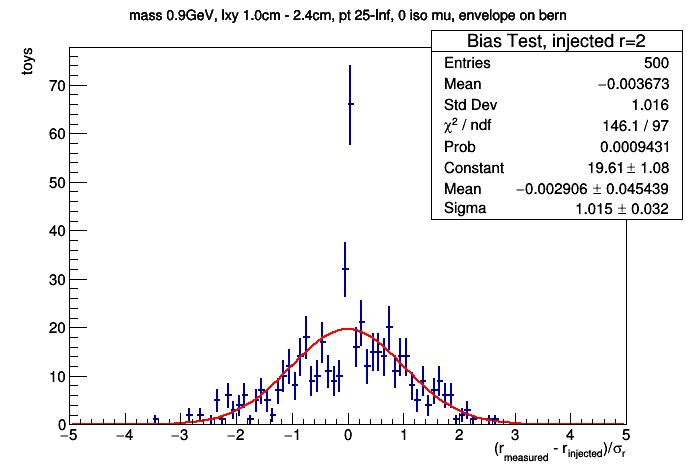 mass 0.9GeV, lxy 1.0cm - 2.4cm, pt 25-Inf, 0 iso mu, envelope on bern
toys
Bias Test, injected r=2
Entries 500
Mean −0.003673
Std Dev 1.016
χ² / ndf 146.1 / 97
Prob 0.0009431
Constant 19.61 ± 1.08
Mean −0.002906 ± 0.045439
Sigma 1.015 ± 0.032
70
60
50
40
30
20
10
0
−5 −4 −3 −2 −1 0 1 2 3 4 5
(r_measured - r_injected)/σ_r